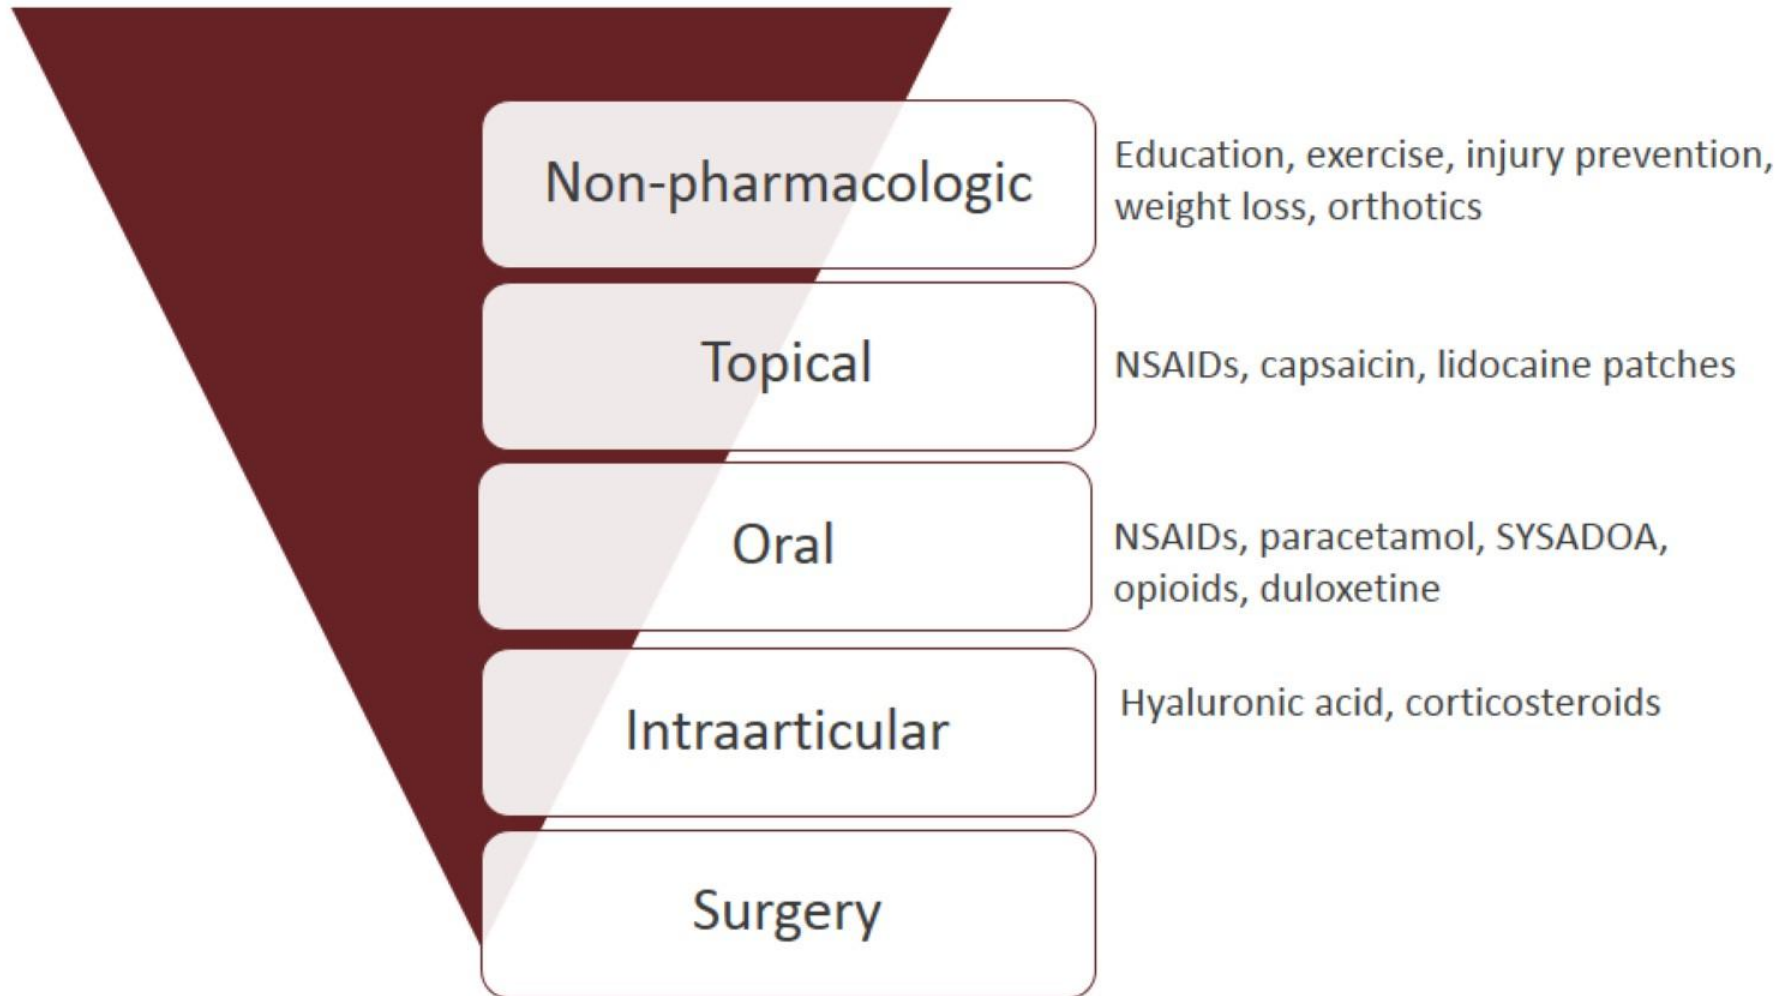 Non-pharmacologic
Education, exercise, injury prevention,
weight loss, orthotics
Topical
NSAIDs, capsaicin, lidocaine patches
Oral
NSAIDs, paracetamol, SYSADOA,
opioids, duloxetine
Intraarticular
Hyaluronic acid, corticosteroids
Surgery